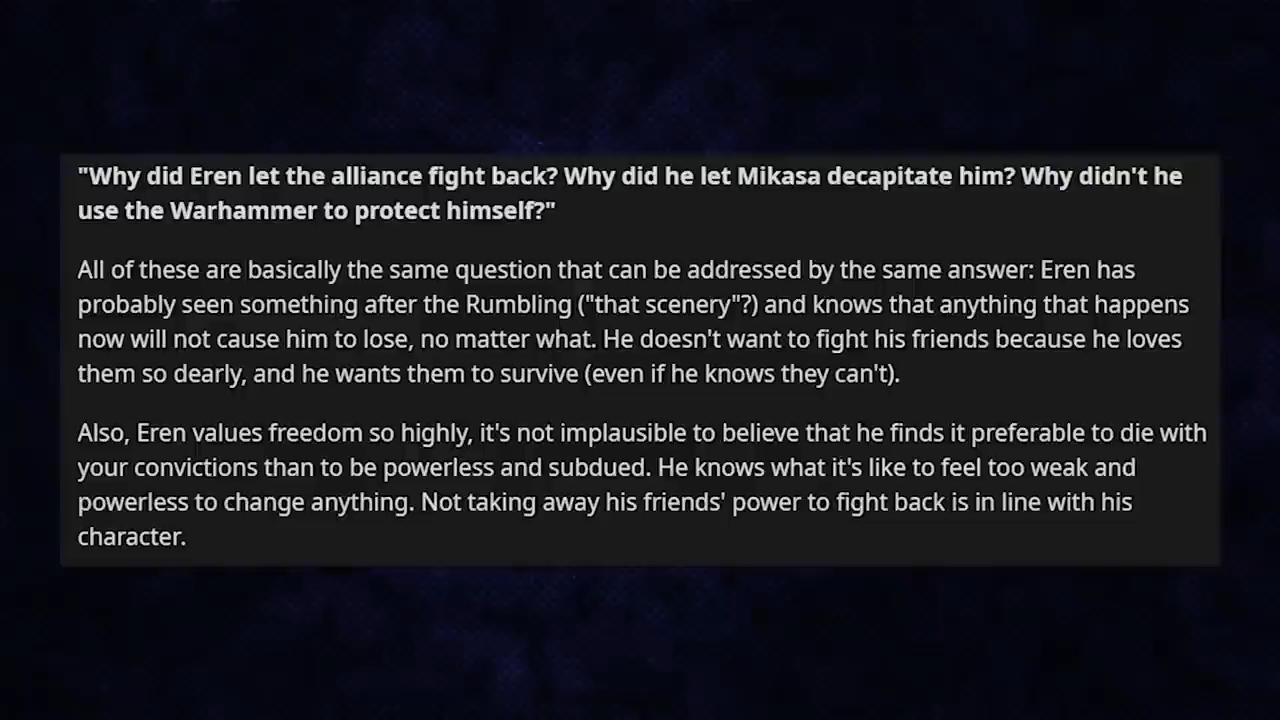 "Why did Eren let the alliance fight back? Why did he let Mikasa decapitate him? Why didn't he
use the Warhammer to protect himself?"
All of these are basically the same question that can be addressed by the same answer: Eren has
probably seen something after the Rumbling ("that scenery"?) and knows that anything that happens
now will not cause him to lose, no matter what. He doesn't want to fight his friends because he loves
them so dearly, and he wants them to survive (even if he knows they can't).
Also, Eren values freedom so highly, it's not implausible to believe that he finds it preferable to die with
your convictions than to be powerless and subdued. He knows what it's like to feel too weak and
powerless to change anything. Not taking away his friends' power to fight back is in line with his
character.